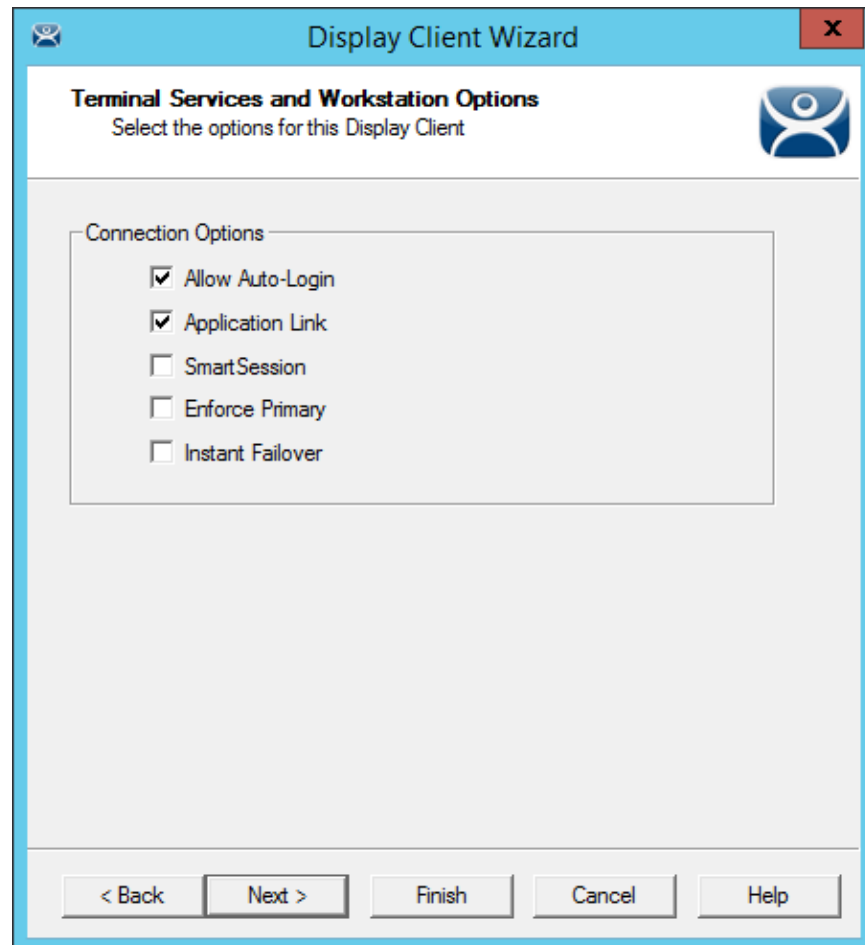 Display Client Wizard
x
Terminal Services and Workstation Options
Select the options for this Display Client
Connection Options
Allow Auto-Login
Application Link
SmartSession
Enforce Primary
Instant Failover
< Back Next > Finish Cancel Help